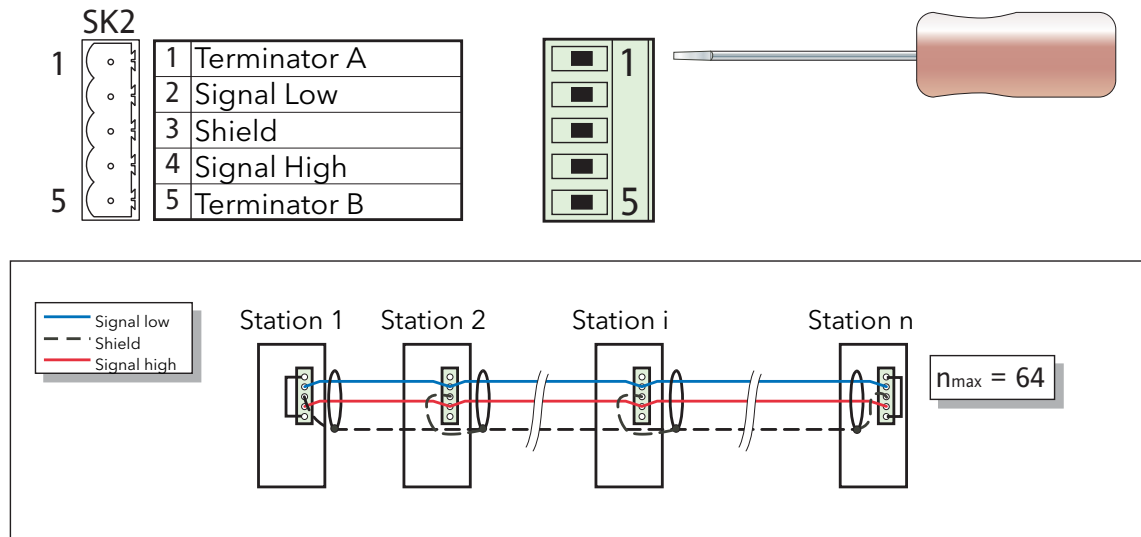 SK2
1
5
1 Terminator A
2 Signal Low
3 Shield
4 Signal High
5 Terminator B
1
5
Signal low
Shield
Signal high
Station 1
Station 2
Station i
Station n
nmax = 64